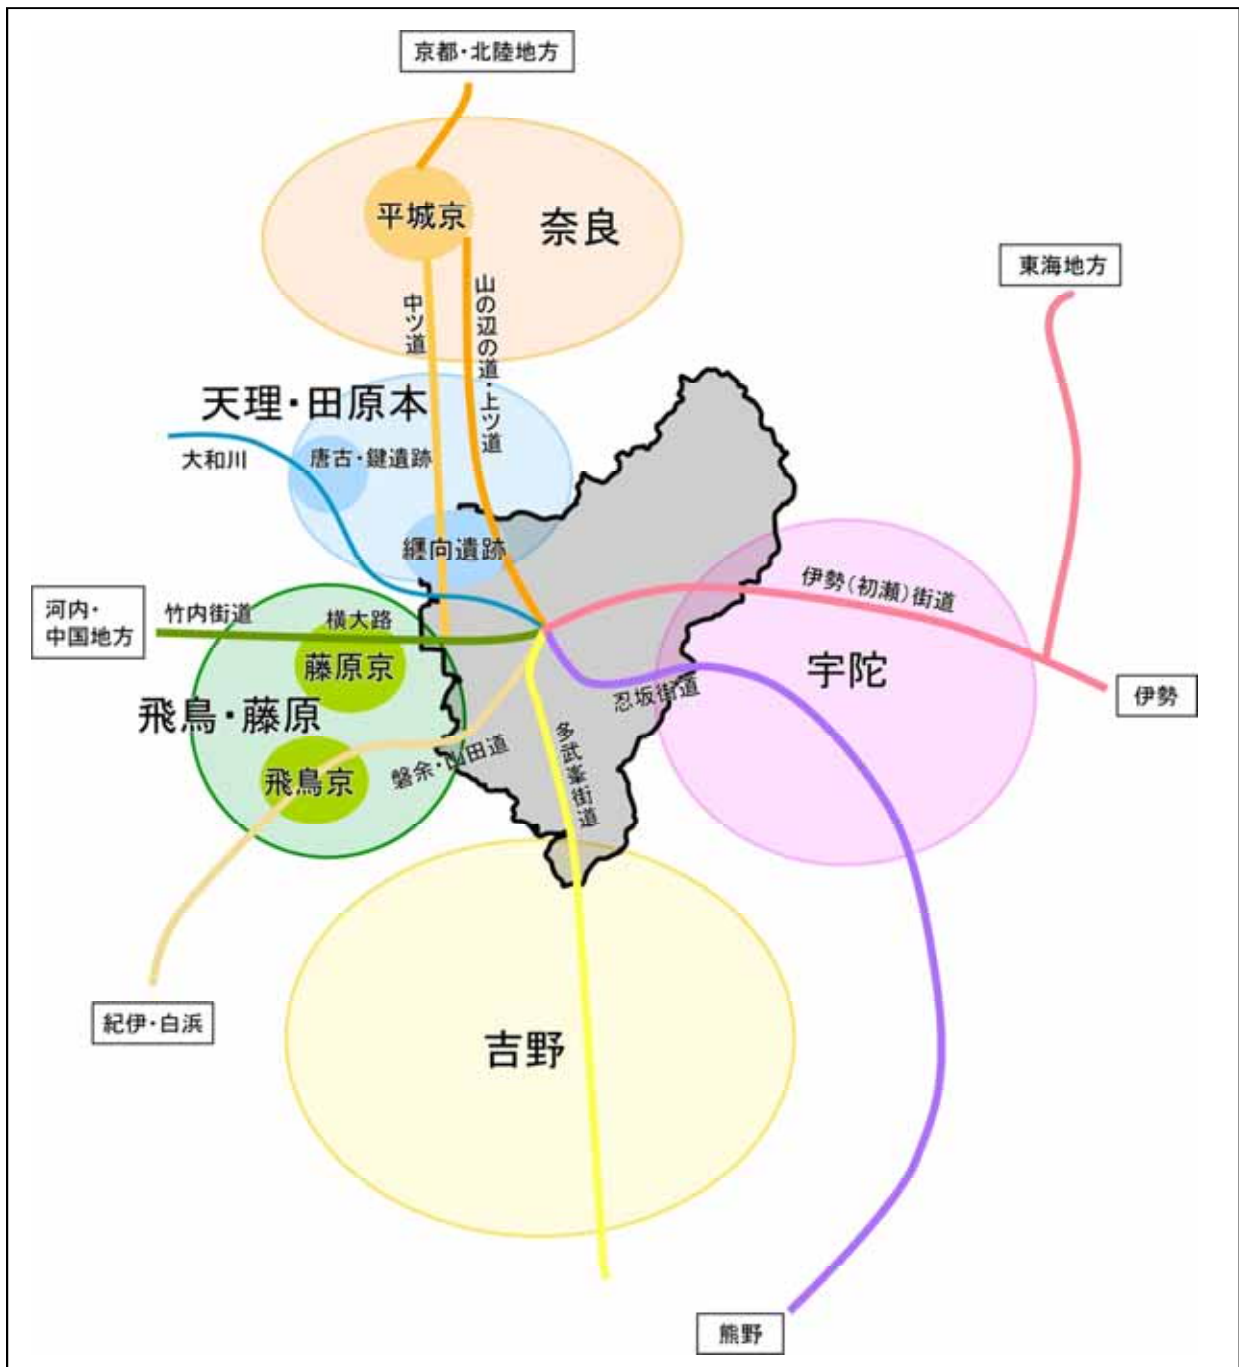 京都・北陸地方
平城京
奈良
東海地方
中ツ道
山の辺の道・上ツ道
天理・田原本
大和川
唐古・鍵遺跡
纒向遺跡
伊勢(初瀬)街道
河内・
中国地方
竹内街道
横大路
藤原京
宇陀
忍坂街道
伊勢
飛鳥・藤原
多武峯街道
磐余・山田道
飛鳥京
紀伊・白浜
吉野
熊野